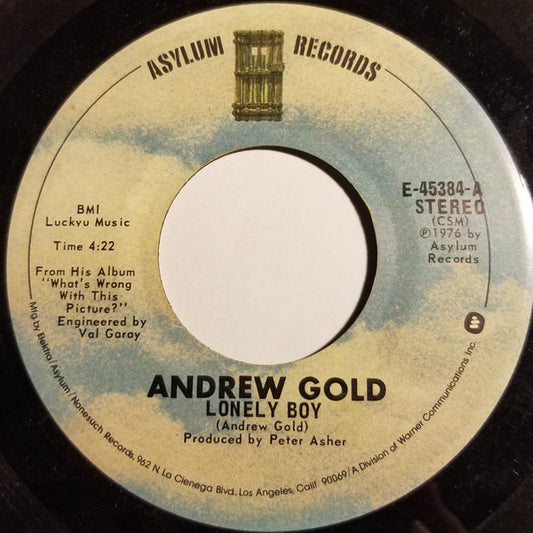 ASYLUM RECORDS
BMI
Luckyu Music
Time 4:22
From His Album
"What's Wrong
With This
Picture?"
Engineered by
Val Garay
E-45384-A
STEREO
(CSM)
℗1976 by
Asylum
Records
ANDREW GOLD
LONELY BOY
(Andrew Gold)
Produced by Peter Asher
Mfg. by Elektra/Asylum/Nonesuch Records, 962 N. La Cienega Blvd., Los Angeles, Calif. 90069/A Division of Warner Communications Inc.